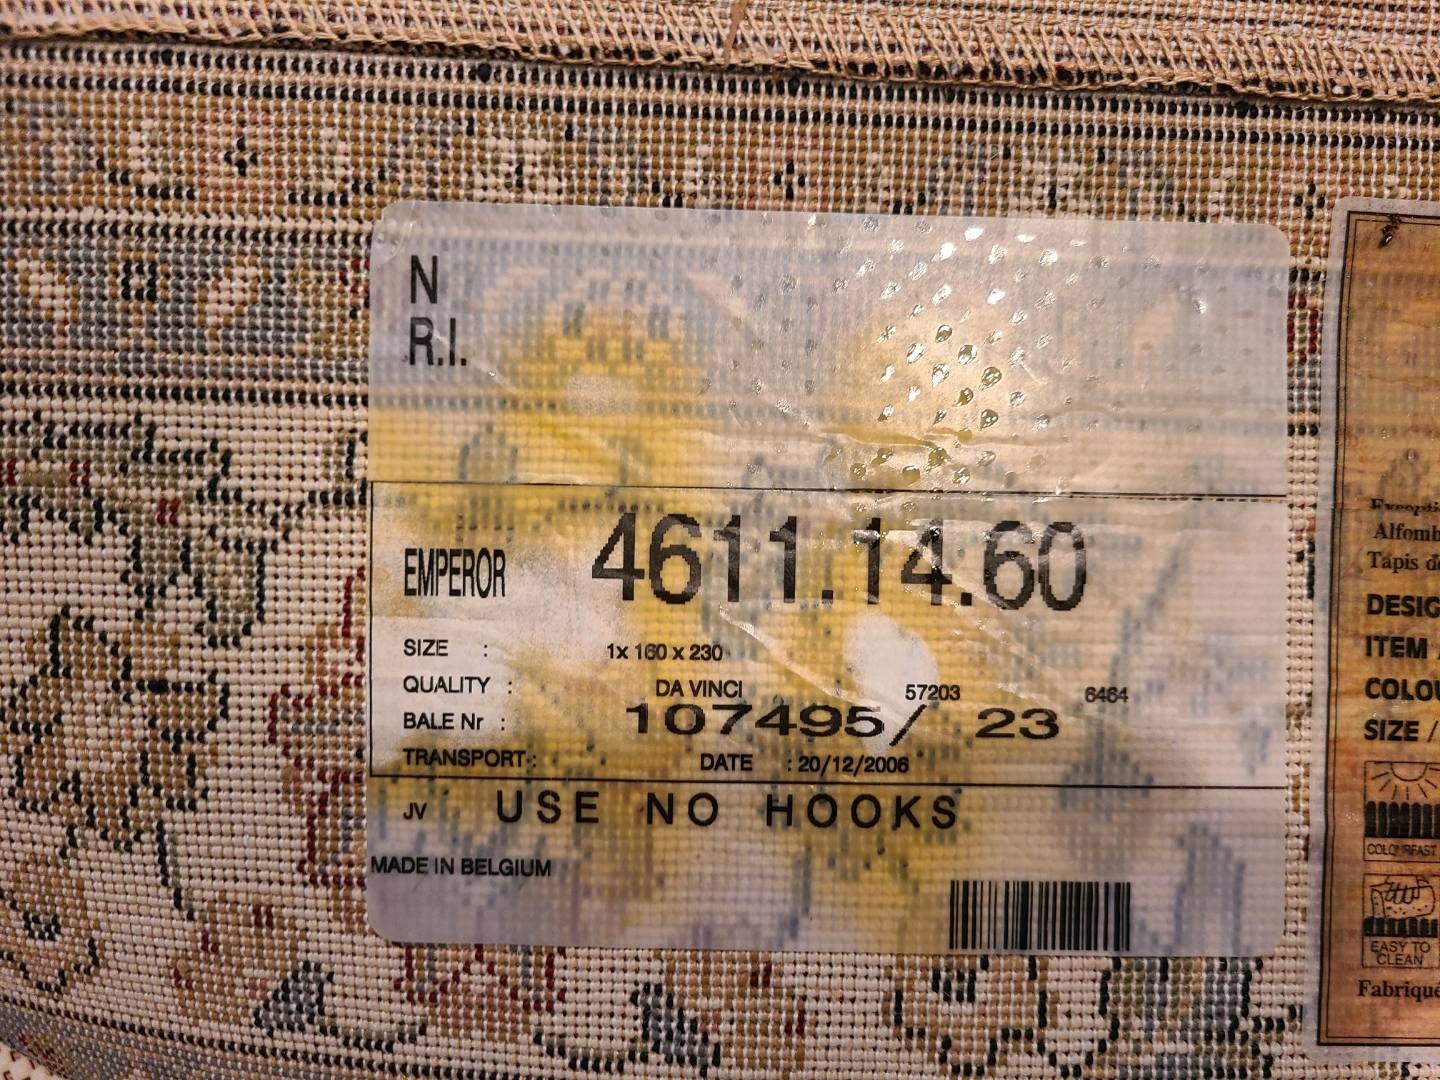 N
R.I.
EMPEROR 4611.14.60
SIZE : 1x 160 x 230
QUALITY : DA VINCI 57203 6464
BALE Nr : 107495/ 23
TRANSPORT : DATE : 20/12/2006
JV USE NO HOOKS
MADE IN BELGIUM
Alfomb
Tapis de
DESIG
ITEM
COLOU
SIZE /
COLOURFAST
EASY TO
CLEAN
Fabriqué